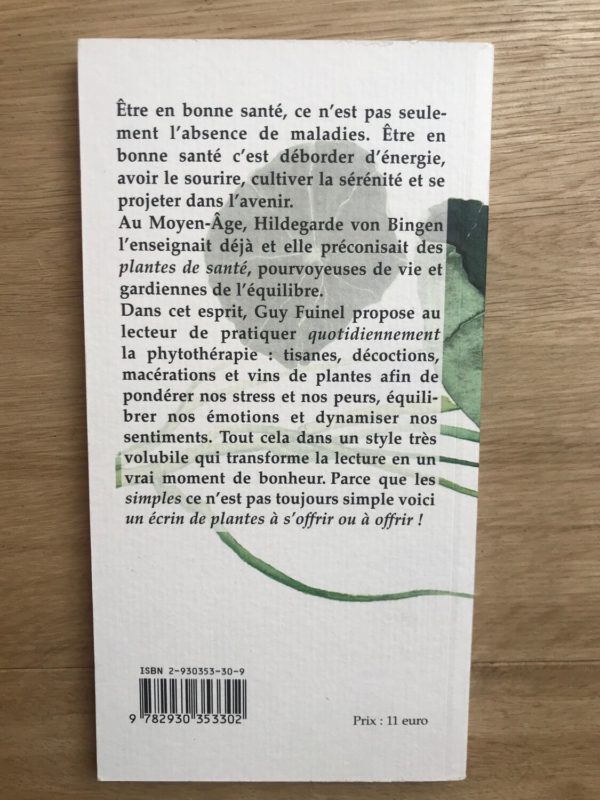 Être en bonne santé, ce n'est pas seule-
ment l'absence de maladies. Être en
bonne santé c'est déborder d'énergie,
avoir le sourire, cultiver la sérénité et se
projeter dans l'avenir.
Au Moyen-Âge, Hildegarde von Bingen
l'enseignait déjà et elle préconisait des
plantes de santé, pourvoyeuses de vie et
gardiennes de l'équilibre.
Dans cet esprit, Guy Fuinel propose au
lecteur de pratiquer quotidiennement
la phytothérapie : tisanes, décoctions,
macérations et vins de plantes afin de
pondérer nos stress et nos peurs, équili-
brer nos émotions et dynamiser nos
sentiments. Tout cela dans un style très
volubile qui transforme la lecture en un
vrai moment de bonheur. Parce que les
simples ce n'est pas toujours simple voici
un écrin de plantes à s'offrir ou à offrir !
ISBN 2-930353-30-9
9 782930 353302
Prix : 11 euro